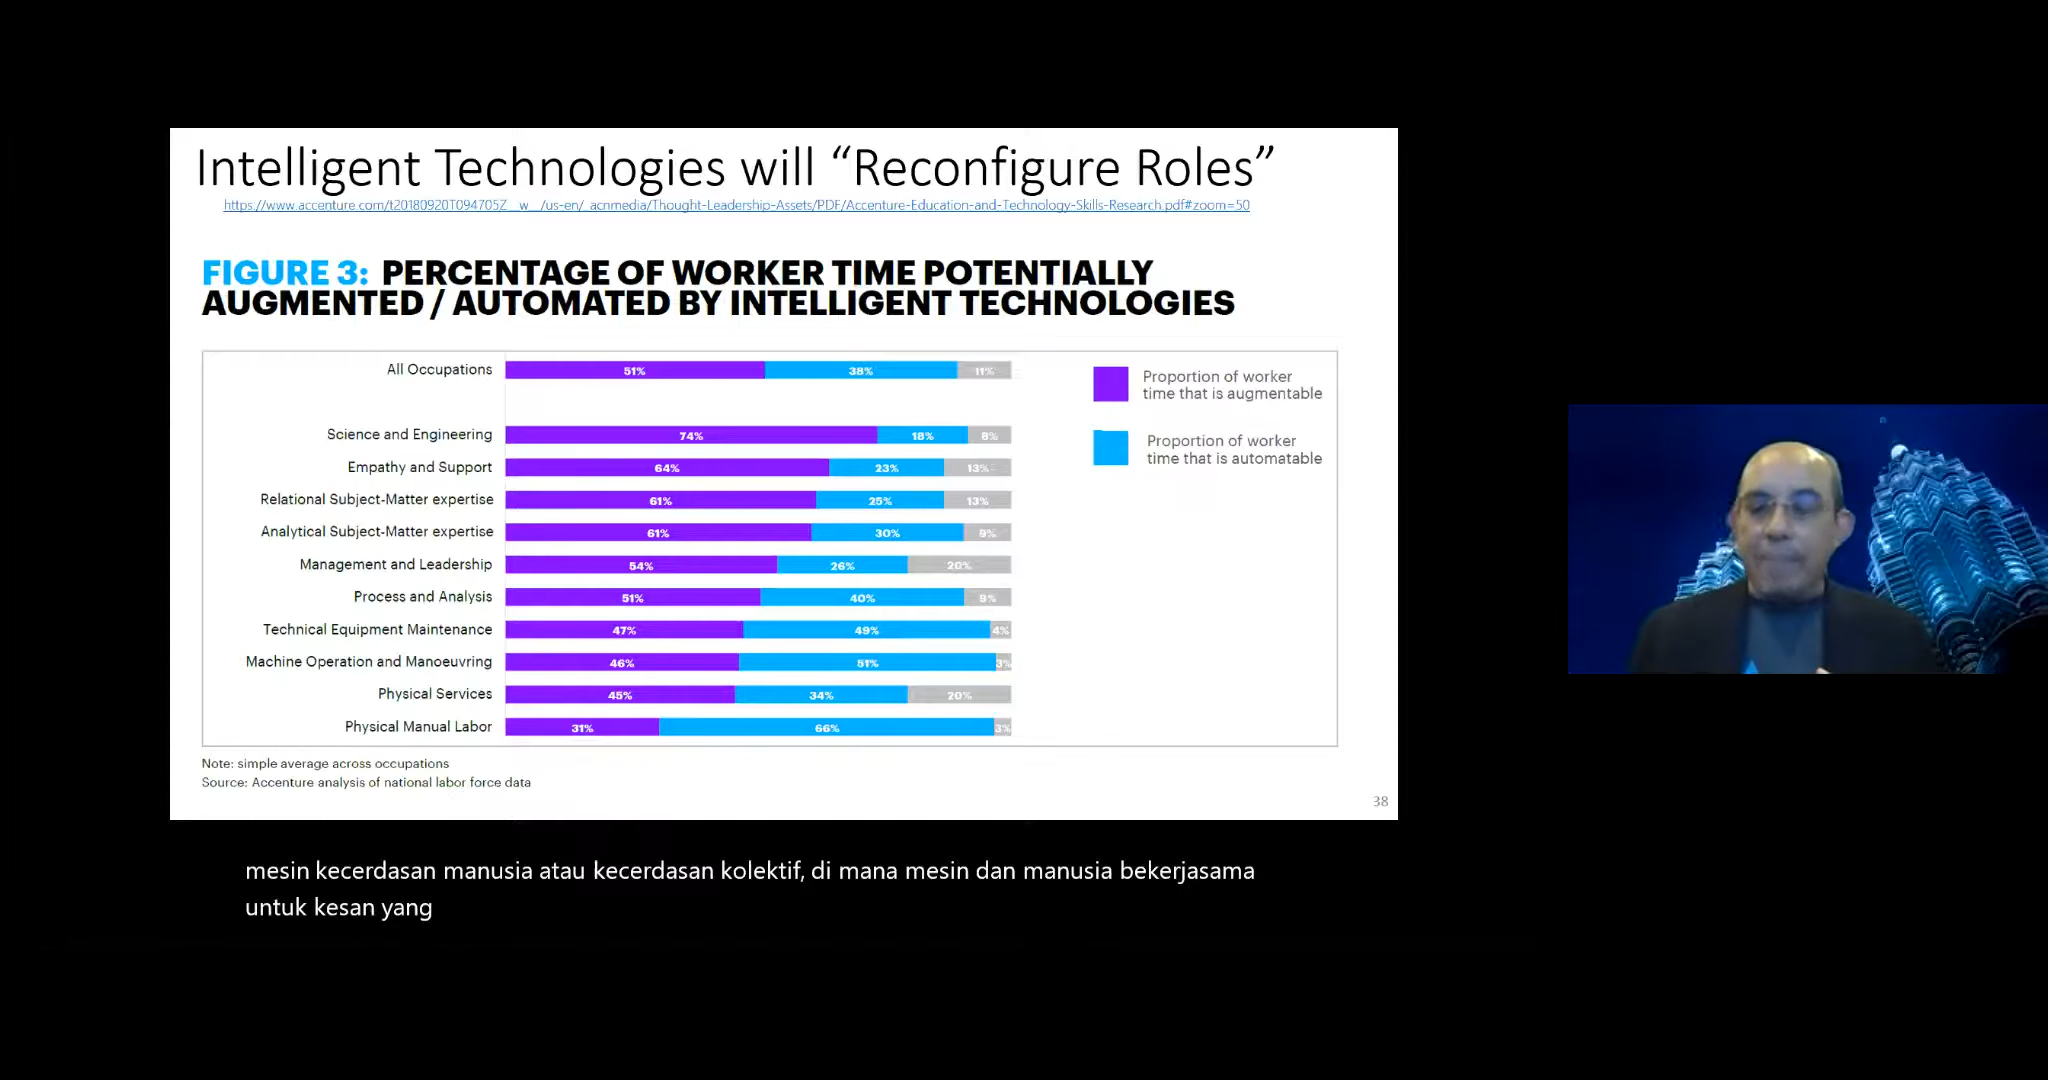 Intelligent Technologies will “Reconfigure Roles”
https://www.accenture.com/t20180920T094705Z__w__/us-en/_acnmedia/Thought-Leadership-Assets/PDF/Accenture-Education-and-Technology-Skills-Research.pdf#zoom=50
FIGURE 3: PERCENTAGE OF WORKER TIME POTENTIALLY
AUGMENTED / AUTOMATED BY INTELLIGENT TECHNOLOGIES
All Occupations 51% 38% 11%
Science and Engineering 74% 18% 8%
Empathy and Support 64% 23% 13%
Relational Subject-Matter expertise 61% 25% 13%
Analytical Subject-Matter expertise 61% 30% 9%
Management and Leadership 54% 26% 20%
Process and Analysis 51% 40% 9%
Technical Equipment Maintenance 47% 49% 4%
Machine Operation and Manoeuvring 46% 51% 3%
Physical Services 45% 34% 20%
Physical Manual Labor 31% 66% 3%
Proportion of worker
time that is augmentable
Proportion of worker
time that is automatable
Note: simple average across occupations
Source: Accenture analysis of national labor force data
38
mesin kecerdasan manusia atau kecerdasan kolektif, di mana mesin dan manusia bekerjasama
untuk kesan yang